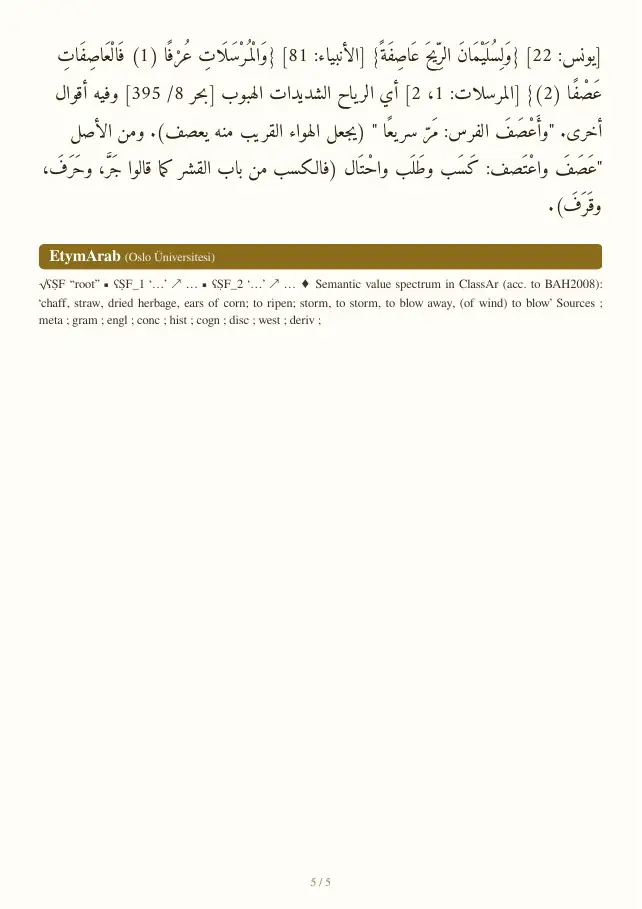 [يونس: 22] {وَلِسُلَيْمَانَ الرِّيحَ عَاصِفَةً} [الأنبياء: 81] {وَالْمُرْسَلَاتِ عُرْفًا (1) فَالْعَاصِفَاتِ
عَصْفًا (2)} [المرسلات: 1، 2] أي الرياح الشديدات الهبوب [بحر 8/ 395] وفيه أقوال
أخرى. "وأَعْصَفَ الفرس: مَرّ سريعًا " (يجعل الهواء القريب منه يعصف). ومن الأصل
"عَصَفَ واعْتَصف: كَسَب وطَلَب واحْتَال (فالكسب من باب القشر كما قالوا جَرَّ، وحَرَفَ،
وقَرَفَ).
EtymArab (Oslo Üniversitesi)
√ʕṢF “root” ▪ ʕṢF_1 ‘…’ ↗ … ▪ ʕṢF_2 ‘…’ ↗ … ♦ Semantic value spectrum in ClassAr (acc. to BAH2008):
‘chaff, straw, dried herbage, ears of corn; to ripen; storm, to storm, to blow away, (of wind) to blow’ Sources ;
meta ; gram ; engl ; conc ; hist ; cogn ; disc ; west ; deriv ;
5 / 5